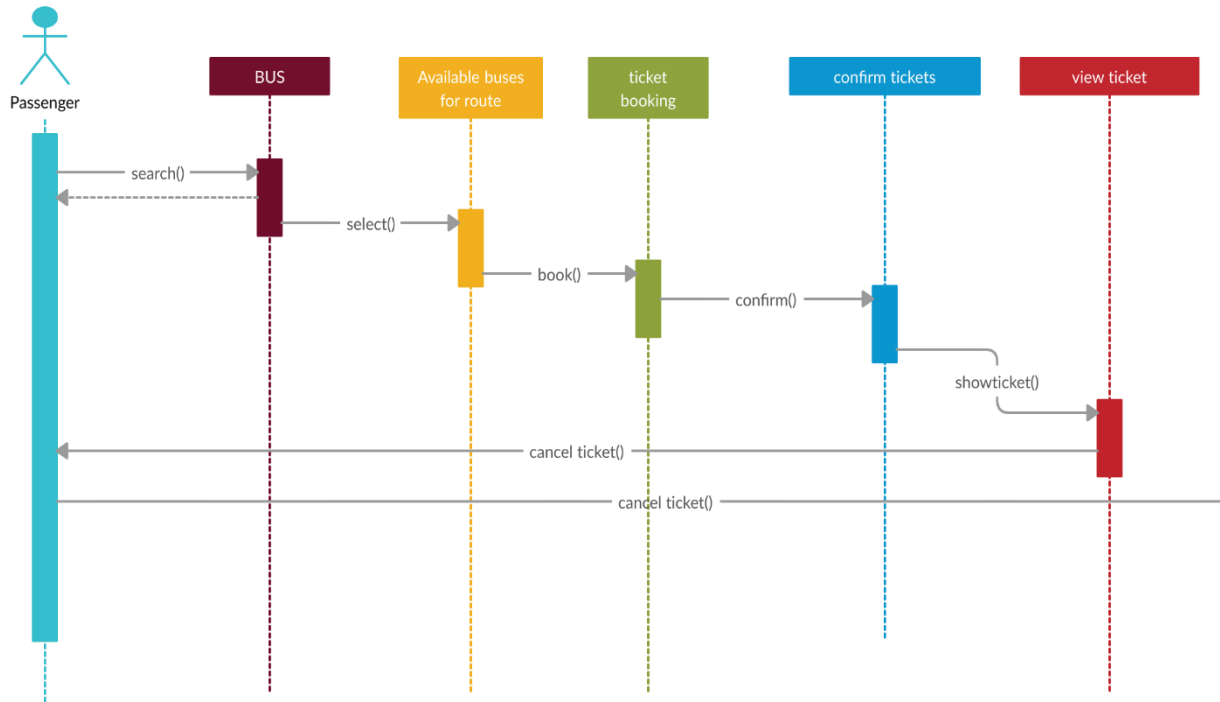 Passenger
BUS
Available buses
for route
ticket
booking
confirm tickets
view ticket
search()
select()
book()
confirm()
showticket()
cancel ticket()
cancel ticket()